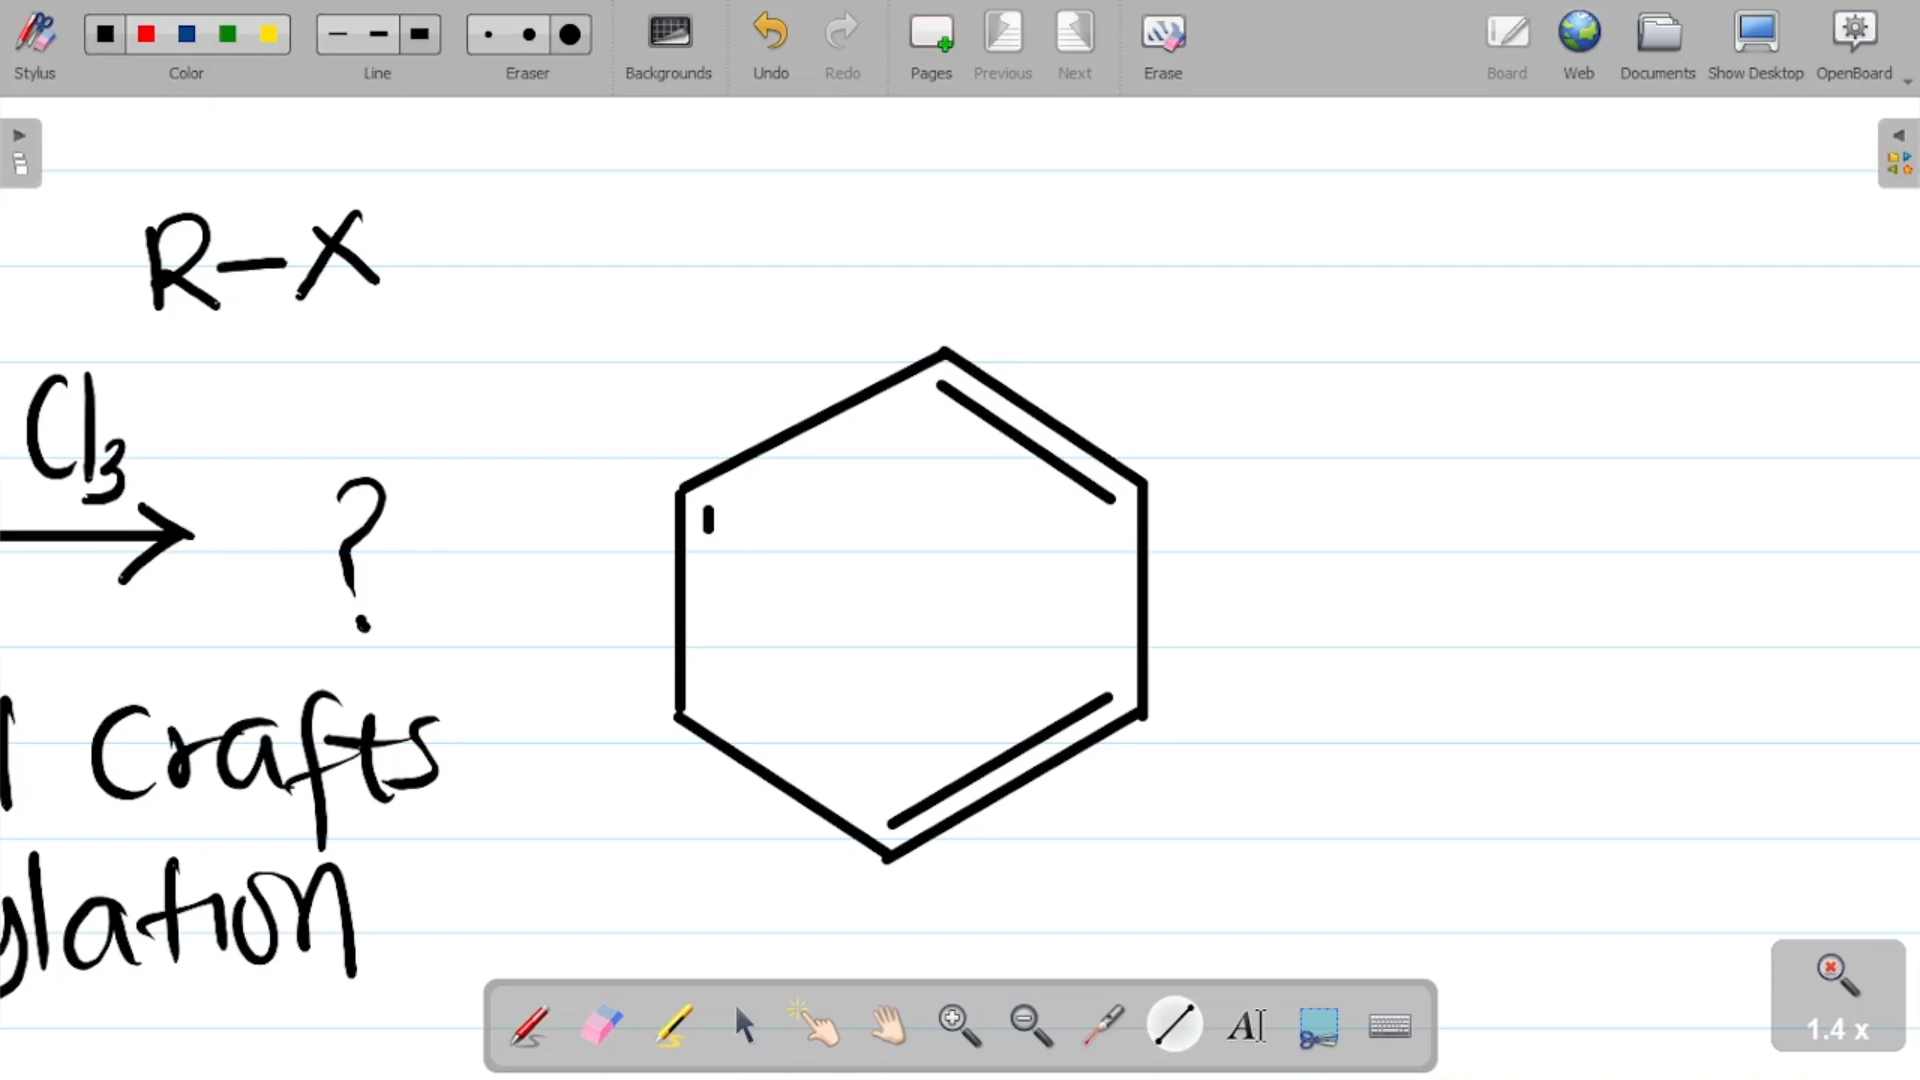 Stylus Color Line Eraser Backgrounds Undo Redo Pages Previous Next Erase Board Web Documents Show Desktop OpenBoard
R-X
Cl3
?
crafts
ylation
1.4 x